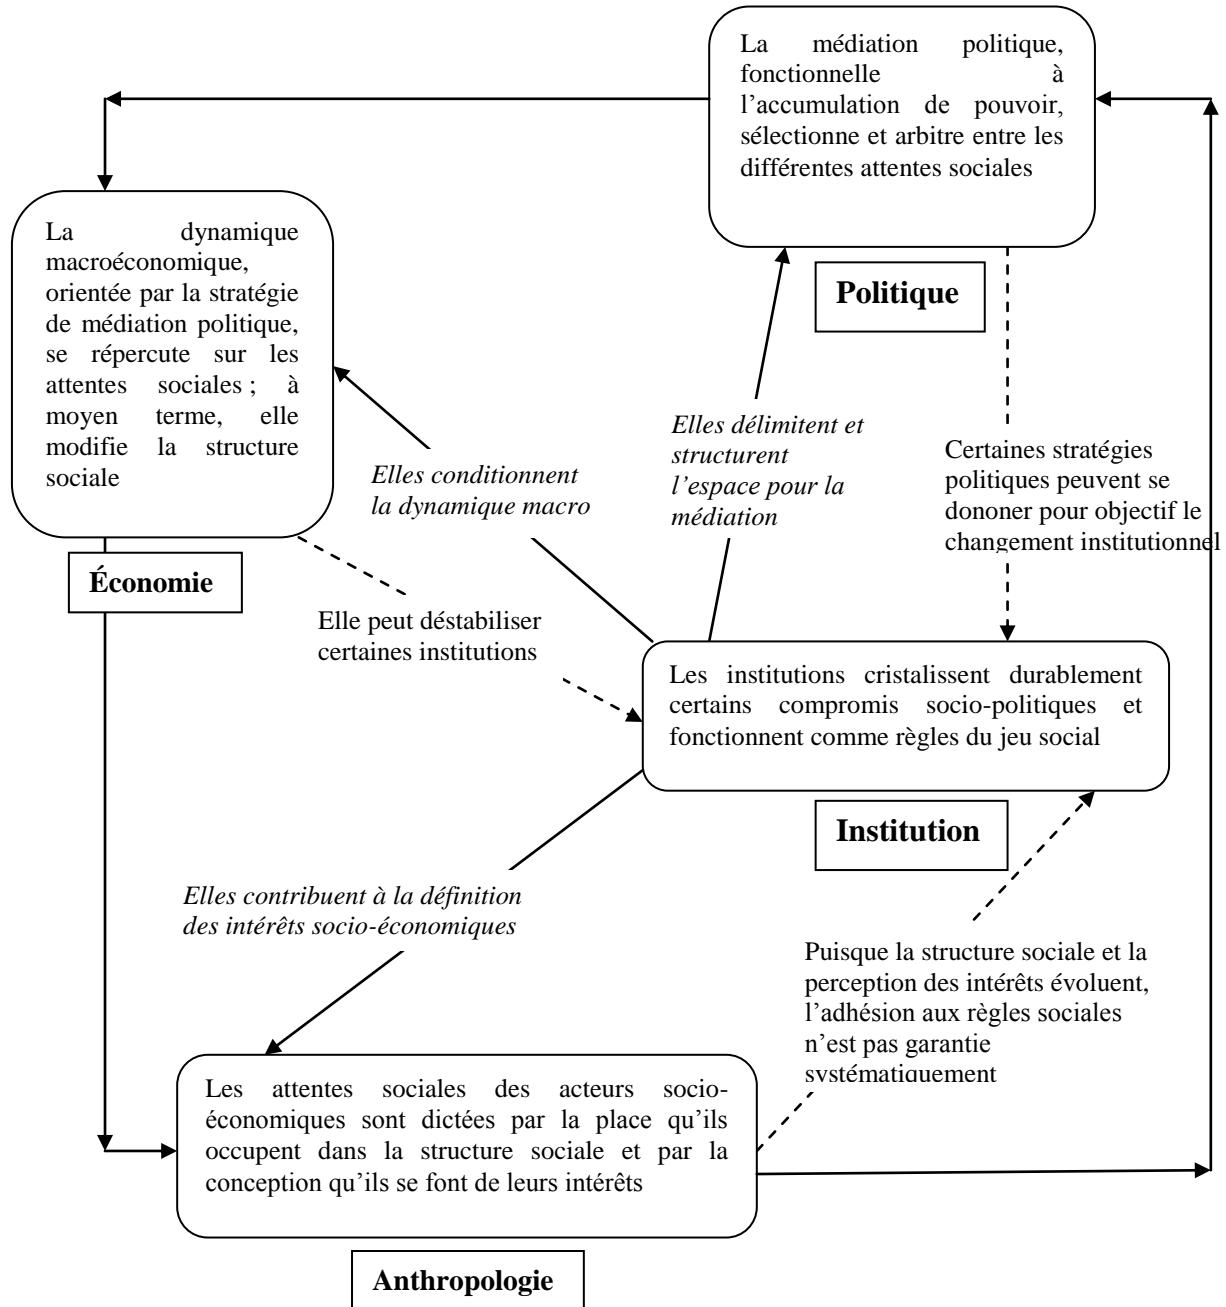 La médiation politique,
fonctionnelle à
l’accumulation de pouvoir,
sélectionne et arbitre entre les
différentes attentes sociales
Politique
La dynamique
macroéconomique,
orientée par la stratégie
de médiation politique,
se répercute sur les
attentes sociales ; à
moyen terme, elle
modifie la structure
sociale
Économie
Elles conditionnent
la dynamique macro
Elles délimitent et
structurent
l’espace pour la
médiation
Certaines stratégies
politiques peuvent se
dononer pour objectif le
changement institutionnel
Elle peut déstabiliser
certaines institutions
Les institutions cristalissent durablement
certains compromis socio-politiques et
fonctionnent comme règles du jeu social
Institution
Elles contribuent à la définition
des intérêts socio-économiques
Puisque la structure sociale et la
perception des intérêts évoluent,
l’adhésion aux règles sociales
n’est pas garantie
systématiquement
Les attentes sociales des acteurs socio-
économiques sont dictées par la place qu’ils
occupent dans la structure sociale et par la
conception qu’ils se font de leurs intérêts
Anthropologie